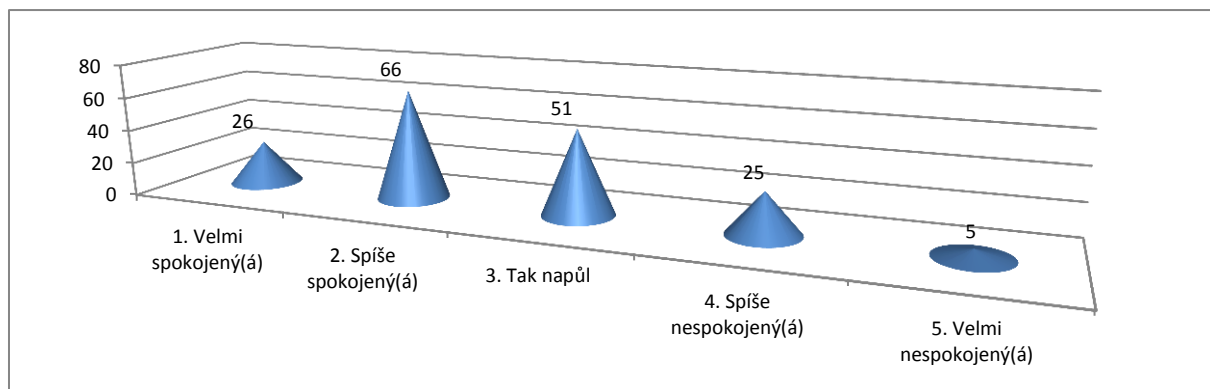 80
60
40
20
0
26
66
51
25
5
1. Velmi
spokojený(á)
2. Spíše
spokojený(á)
3. Tak napůl
4. Spíše
nespokojený(á)
5. Velmi
nespokojený(á)